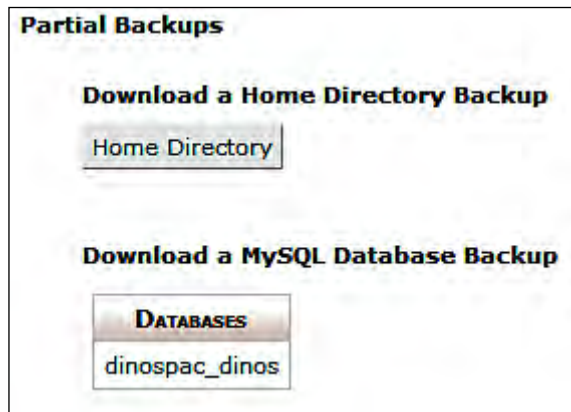 Partial Backups
Download a Home Directory Backup
Home Directory
Download a MySQL Database Backup
DATABASES
dinospac_dinos